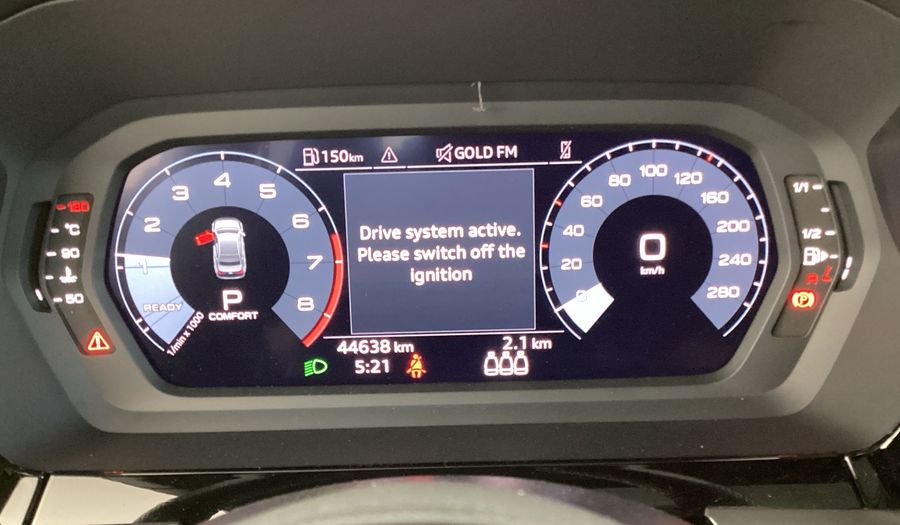 150km
GOLD FM
130
°C
90
50
1
2
3
4
5
6
7
8
READY
1/min x 1000
P
COMFORT
Drive system active.
Please switch off the
ignition
44638 km
2.1 km
5:21
0
20
40
60
80
100
120
160
200
240
280
0
km/h
1/1
1/2
P